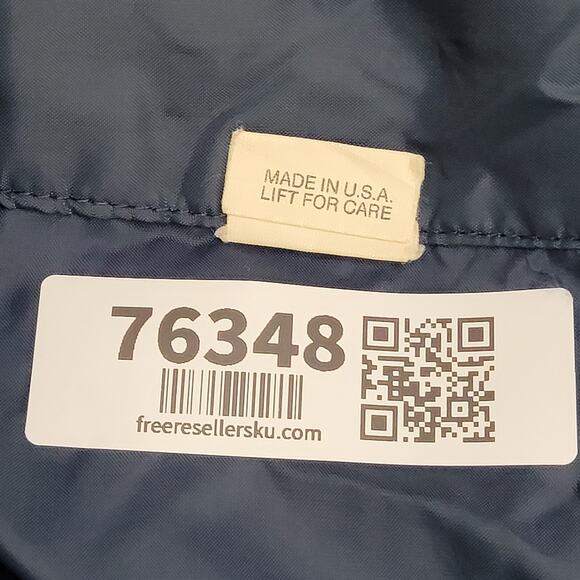 MADE IN U.S.A.
LIFT FOR CARE
76348
freeresellersku.com